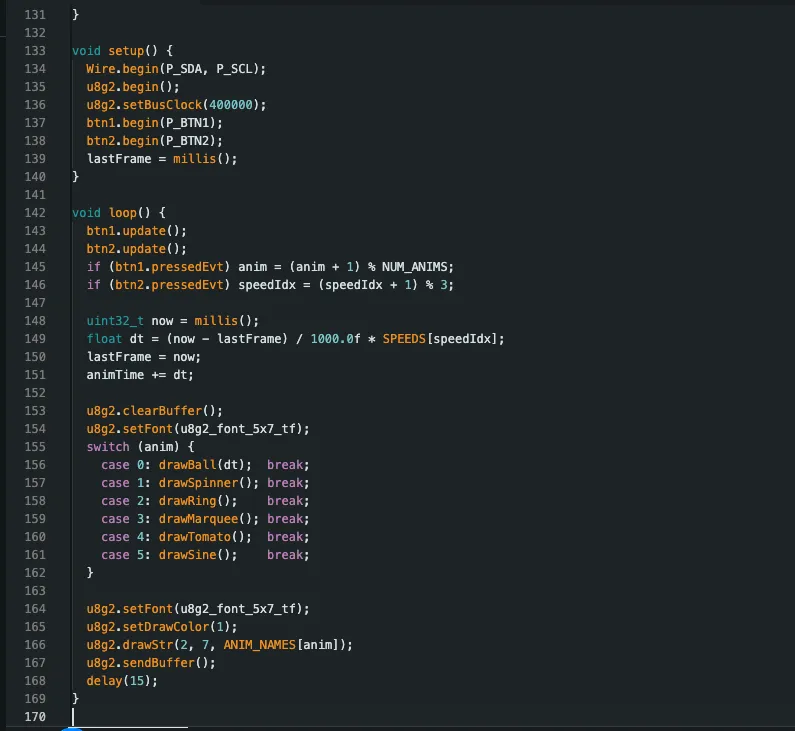 131 }
132
133 void setup() {
134   Wire.begin(P_SDA, P_SCL);
135   u8g2.begin();
136   u8g2.setBusClock(400000);
137   btn1.begin(P_BTN1);
138   btn2.begin(P_BTN2);
139   lastFrame = millis();
140 }
141
142 void loop() {
143   btn1.update();
144   btn2.update();
145   if (btn1.pressedEvt) anim = (anim + 1) % NUM_ANIMS;
146   if (btn2.pressedEvt) speedIdx = (speedIdx + 1) % 3;
147
148   uint32_t now = millis();
149   float dt = (now - lastFrame) / 1000.0f * SPEEDS[speedIdx];
150   lastFrame = now;
151   animTime += dt;
152
153   u8g2.clearBuffer();
154   u8g2.setFont(u8g2_font_5x7_tf);
155   switch (anim) {
156     case 0: drawBall(dt);  break;
157     case 1: drawSpinner(); break;
158     case 2: drawRing();    break;
159     case 3: drawMarquee(); break;
160     case 4: drawTomato();  break;
161     case 5: drawSine();    break;
162   }
163
164   u8g2.setFont(u8g2_font_5x7_tf);
165   u8g2.setDrawColor(1);
166   u8g2.drawStr(2, 7, ANIM_NAMES[anim]);
167   u8g2.sendBuffer();
168   delay(15);
169 }
170